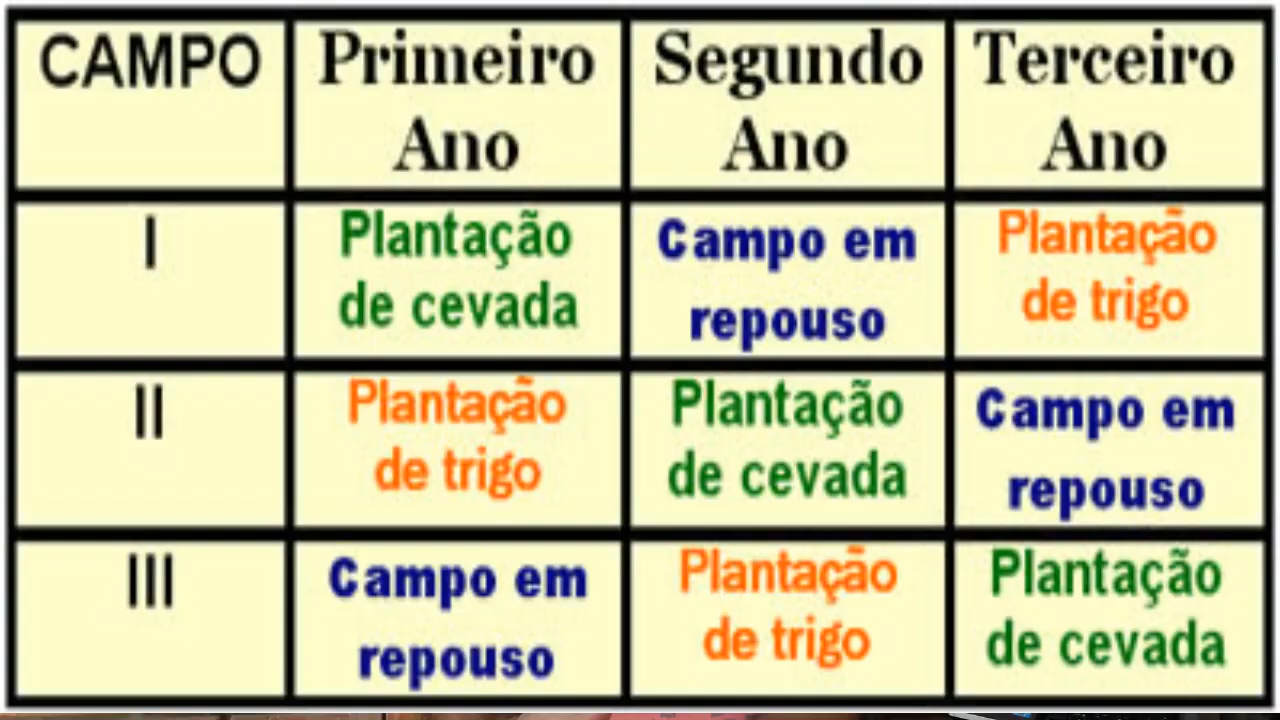 CAMPO
Primeiro
Ano
Segundo
Ano
Terceiro
Ano
I
Plantação
de cevada
Campo em
repouso
Plantação
de trigo
II
Plantação
de trigo
Plantação
de cevada
Campo em
repouso
III
Campo em
repouso
Plantação
de trigo
Plantação
de cevada